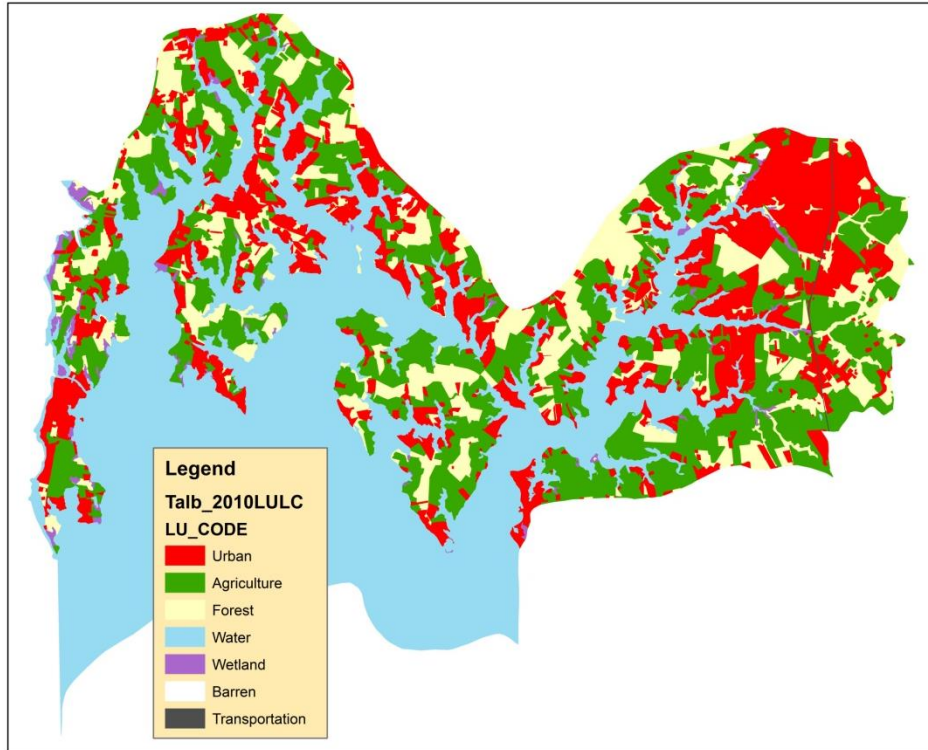 Legend
Talb_2010LULC
LU_CODE
Urban
Agriculture
Forest
Water
Wetland
Barren
Transportation